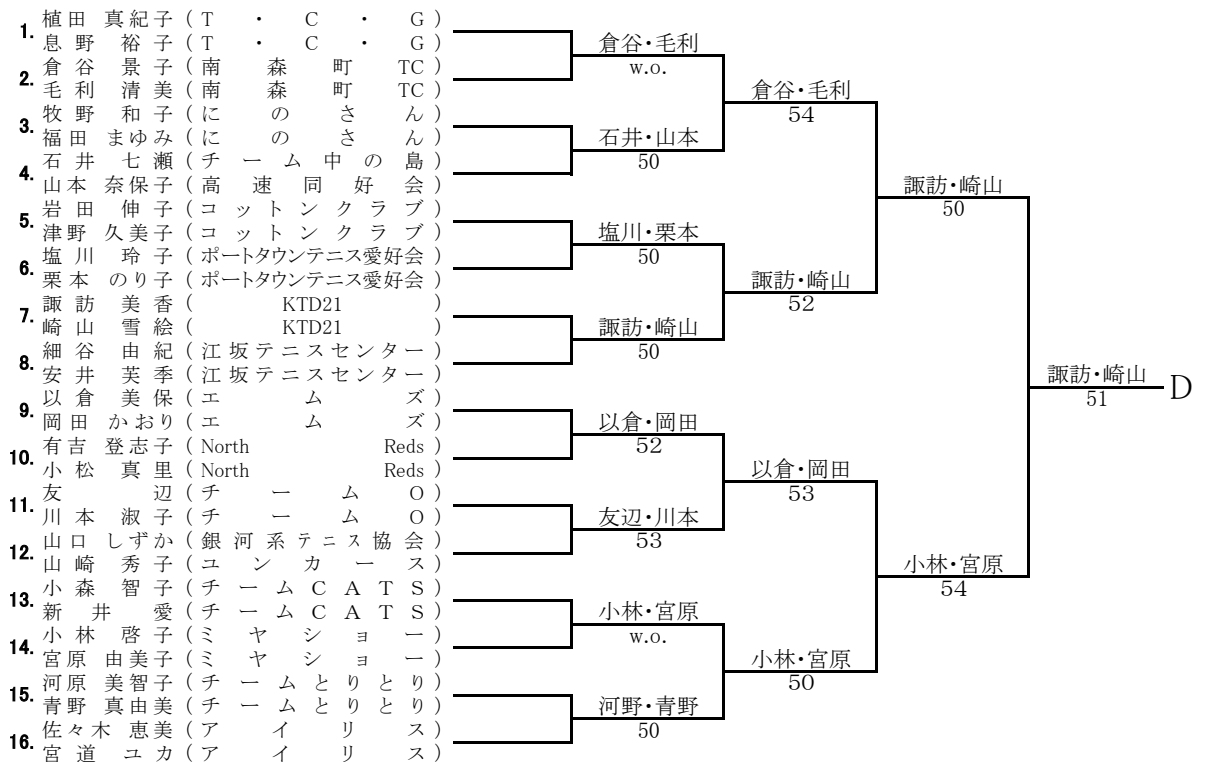 1. 植田 真紀子 ( T ・ C ・ G )
息野 裕子 ( T ・ C ・ G )
2. 倉谷 景子 ( 南森町 TC )
毛利 清美 ( 南森町 TC )
3. 牧野 和子 ( にのさん )
福田 まゆみ ( にのさん )
4. 石井 七瀬 ( チーム中の島 )
山本 奈保子 ( 高速同好会 )
5. 岩田 伸子 ( コットンクラブ )
津野 久美子 ( コットンクラブ )
6. 塩川 玲子 ( ポートタウンテニス愛好会 )
栗本 のり子 ( ポートタウンテニス愛好会 )
7. 諏訪 美香 ( KTD21 )
崎山 雪絵 ( KTD21 )
8. 細谷 由紀 ( 江坂テニスセンター )
安井 芙季 ( 江坂テニスセンター )
9. 以倉 美保 ( エムズ )
岡田 かおり ( エムズ )
10. 有吉 登志子 ( North Reds )
小松 真里 ( North Reds )
11. 友辺 ( チームO )
川本 淑子 ( チームO )
12. 山口 しずか ( 銀河系テニス協会 )
山崎 秀子 ( ユンカース )
13. 小森 智子 ( チームCATS )
新井 愛 ( チームCATS )
14. 小林 啓子 ( ミヤショー )
宮原 由美子 ( ミヤショー )
15. 河原 美智子 ( チームとりとり )
青野 真由美 ( チームとりとり )
16. 佐々木 恵美 ( アイリス )
宮道 ユカ ( アイリス )
倉谷・毛利
w.o.
石井・山本
50
塩川・栗本
50
諏訪・崎山
50
以倉・岡田
52
友辺・川本
53
小林・宮原
w.o.
河野・青野
50
倉谷・毛利
54
諏訪・崎山
52
以倉・岡田
53
小林・宮原
50
諏訪・崎山
50
小林・宮原
54
諏訪・崎山
51
D